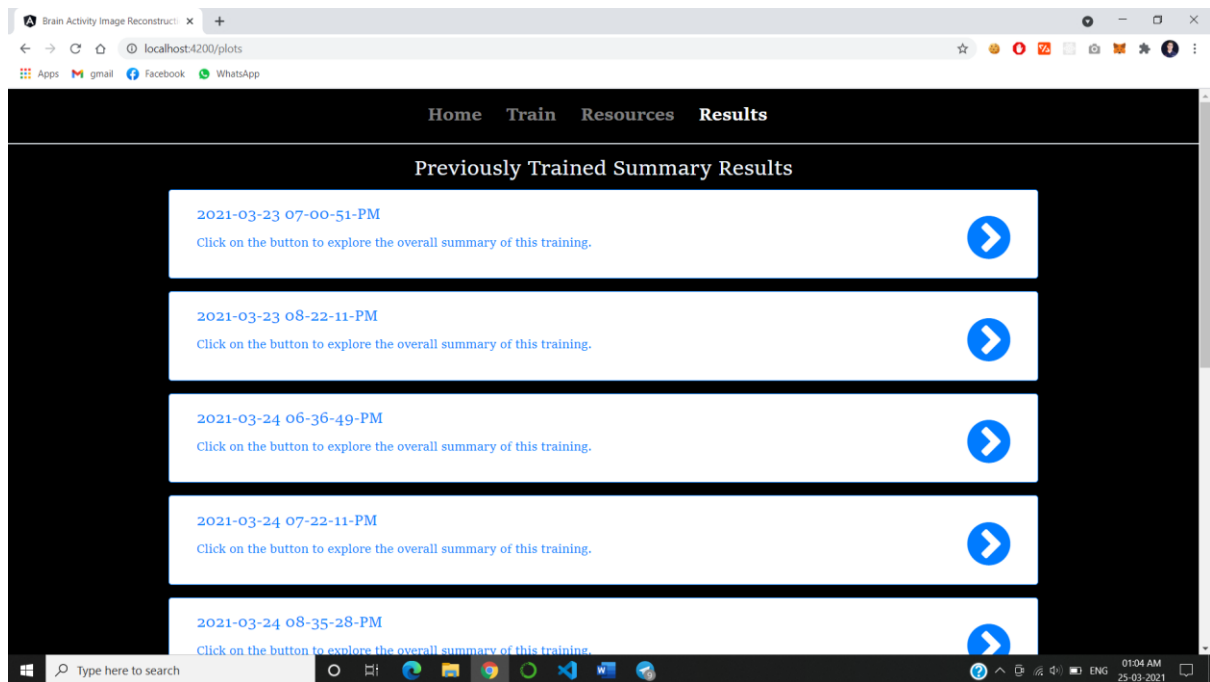 Brain Activity Image Reconstructi
localhost:4200/plots
Apps gmail Facebook WhatsApp
Home Train Resources Results
Previously Trained Summary Results
2021-03-23 07-00-51-PM
Click on the button to explore the overall summary of this training.
2021-03-23 08-22-11-PM
Click on the button to explore the overall summary of this training.
2021-03-24 06-36-49-PM
Click on the button to explore the overall summary of this training.
2021-03-24 07-22-11-PM
Click on the button to explore the overall summary of this training.
2021-03-24 08-35-28-PM
Click on the button to explore the overall summary of this training.
Type here to search
ENG
01:04 AM
25-03-2021